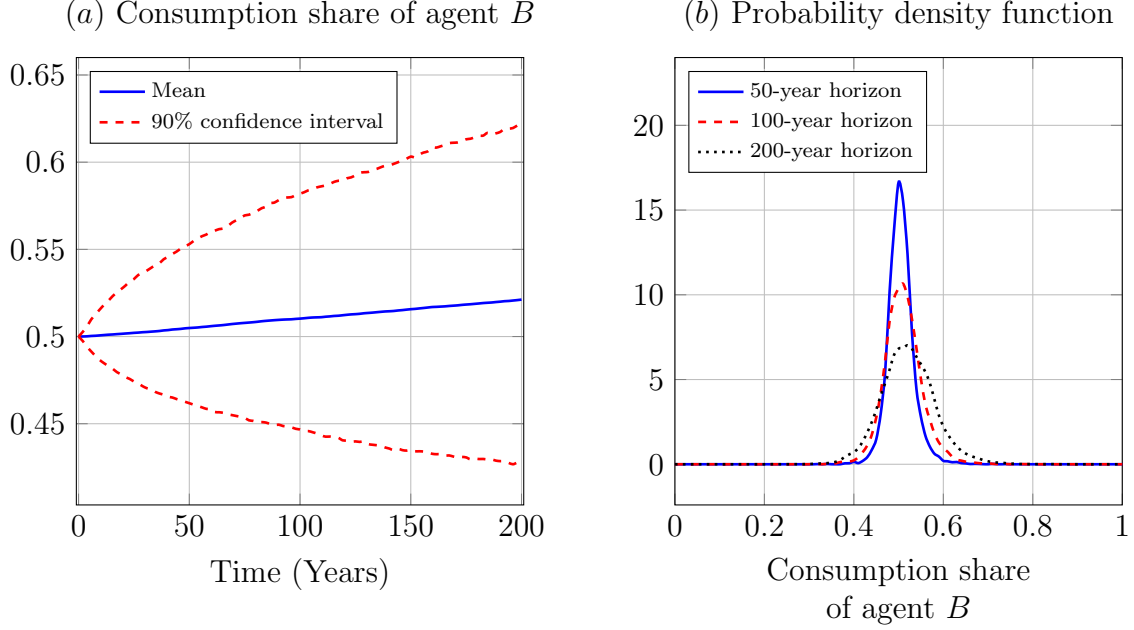 (a) Consumption share of agent B
0.65
0.6
0.55
0.5
0.45
Mean
90% confidence interval
0
50
100
150
200
Time (Years)
(b) Probability density function
20
15
10
5
0
50-year horizon
100-year horizon
200-year horizon
0
0.2
0.4
0.6
0.8
1
Consumption share
of agent B